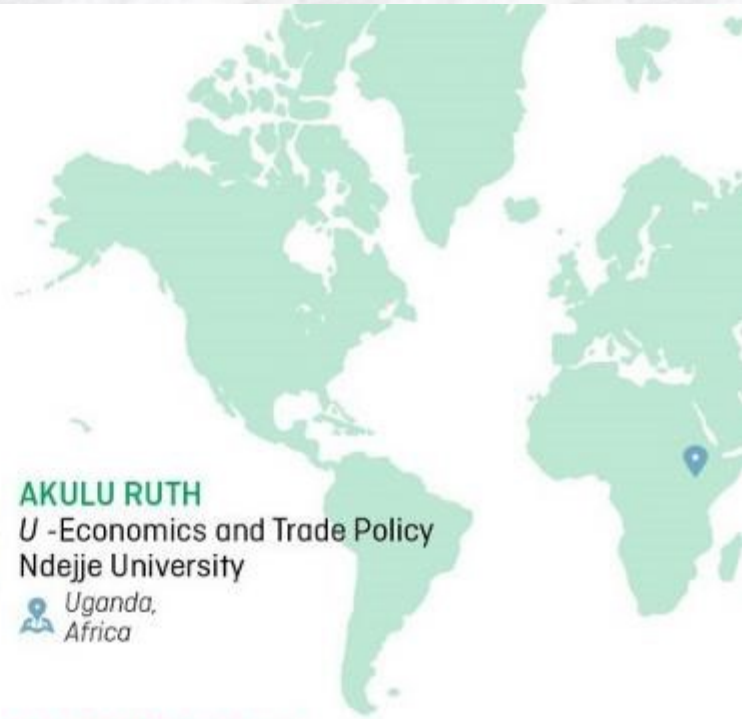 AKULU RUTH
U -Economics and Trade Policy
Ndejje University
Uganda,
Africa